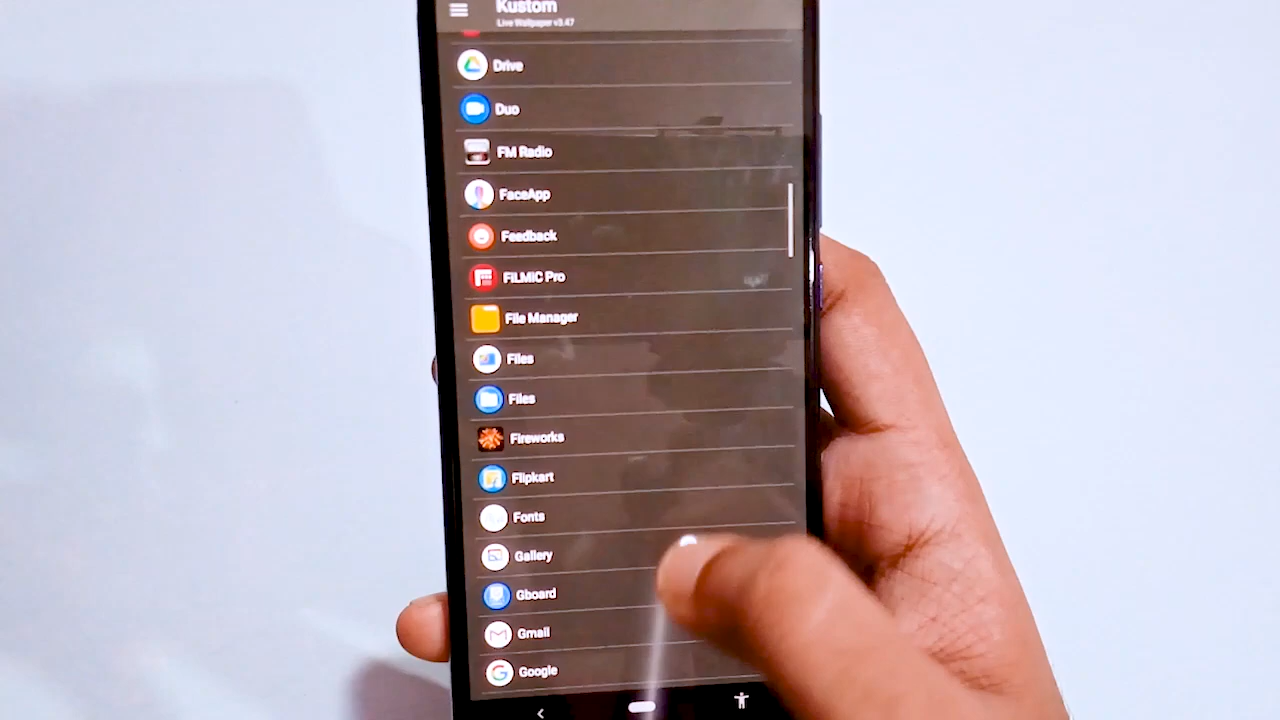 Kustom
Live Wallpaper v3.47
Drive
Duo
FM Radio
FaceApp
Feedback
FiLMiC Pro
File Manager
Files
Files
Fireworks
Flipkart
Fonts
Gallery
Gboard
Gmail
Google